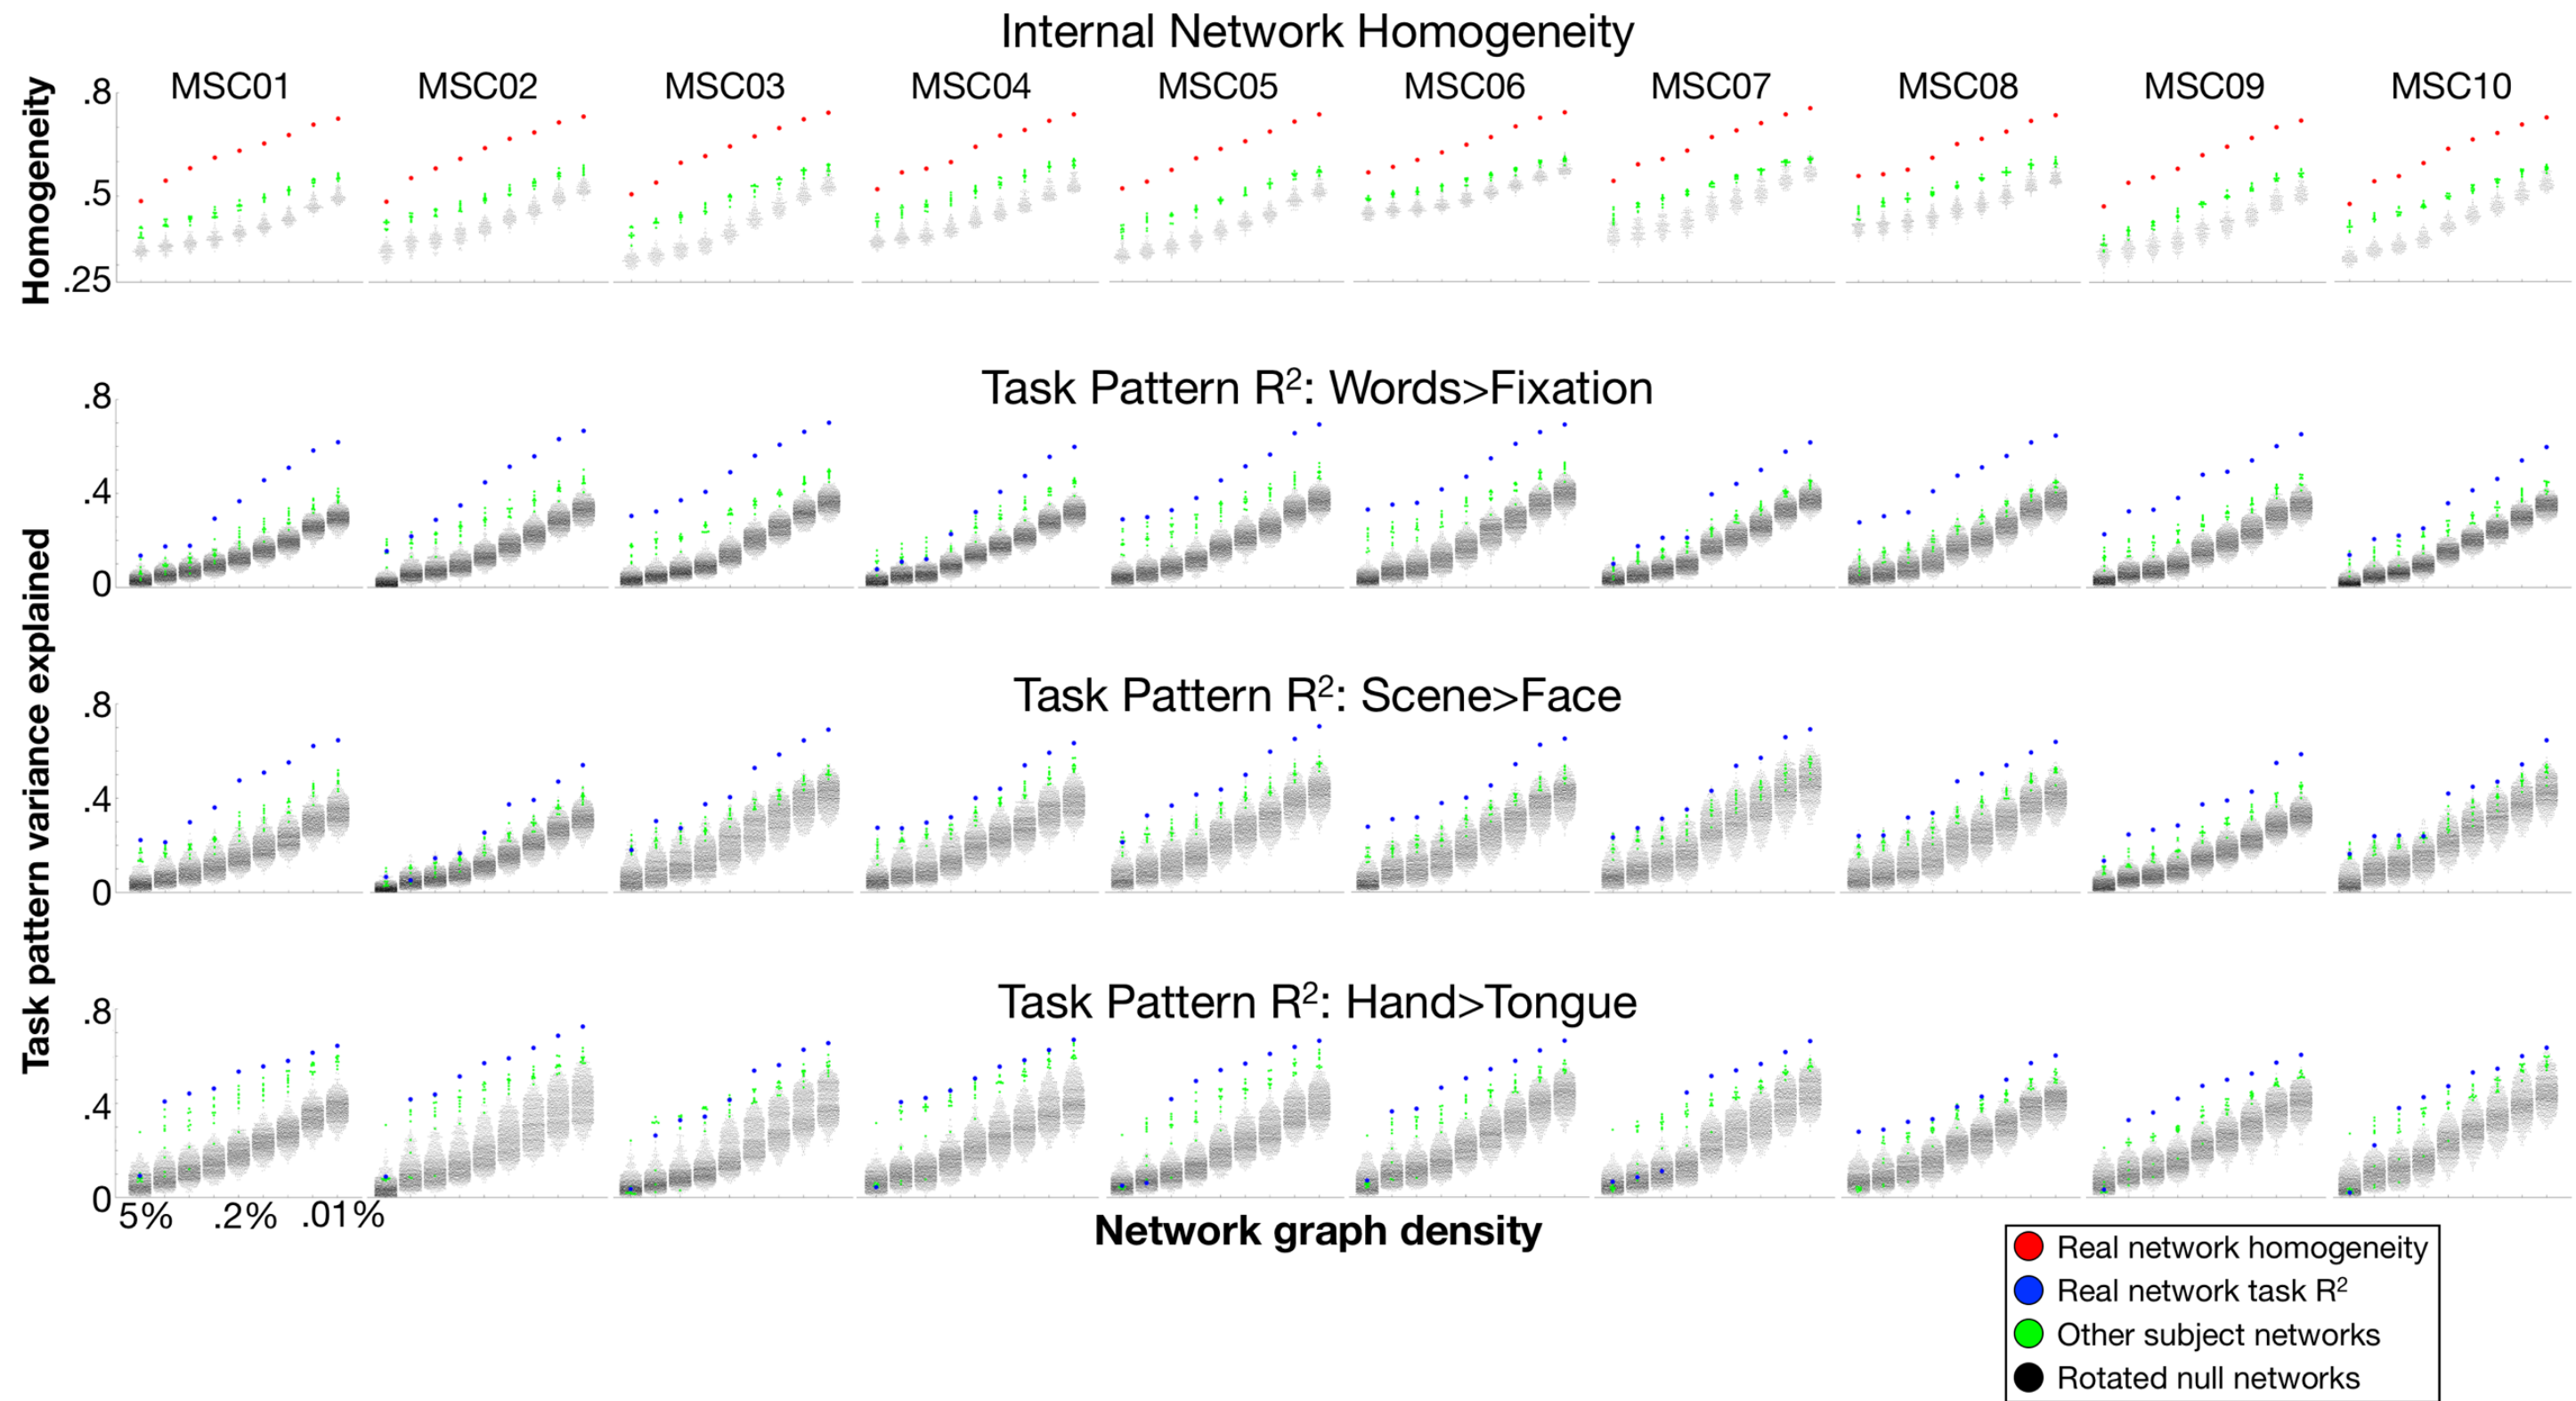 Internal Network Homogeneity
MSC01 MSC02 MSC03 MSC04 MSC05 MSC06 MSC07 MSC08 MSC09 MSC10
Homogeneity
.8
.5
.25
Task Pattern R²: Words>Fixation
Task pattern variance explained
.8
.4
0
Task Pattern R²: Scene>Face
.8
.4
0
Task Pattern R²: Hand>Tongue
.8
.4
0
5% .2% .01%
Network graph density
Real network homogeneity
Real network task R²
Other subject networks
Rotated null networks